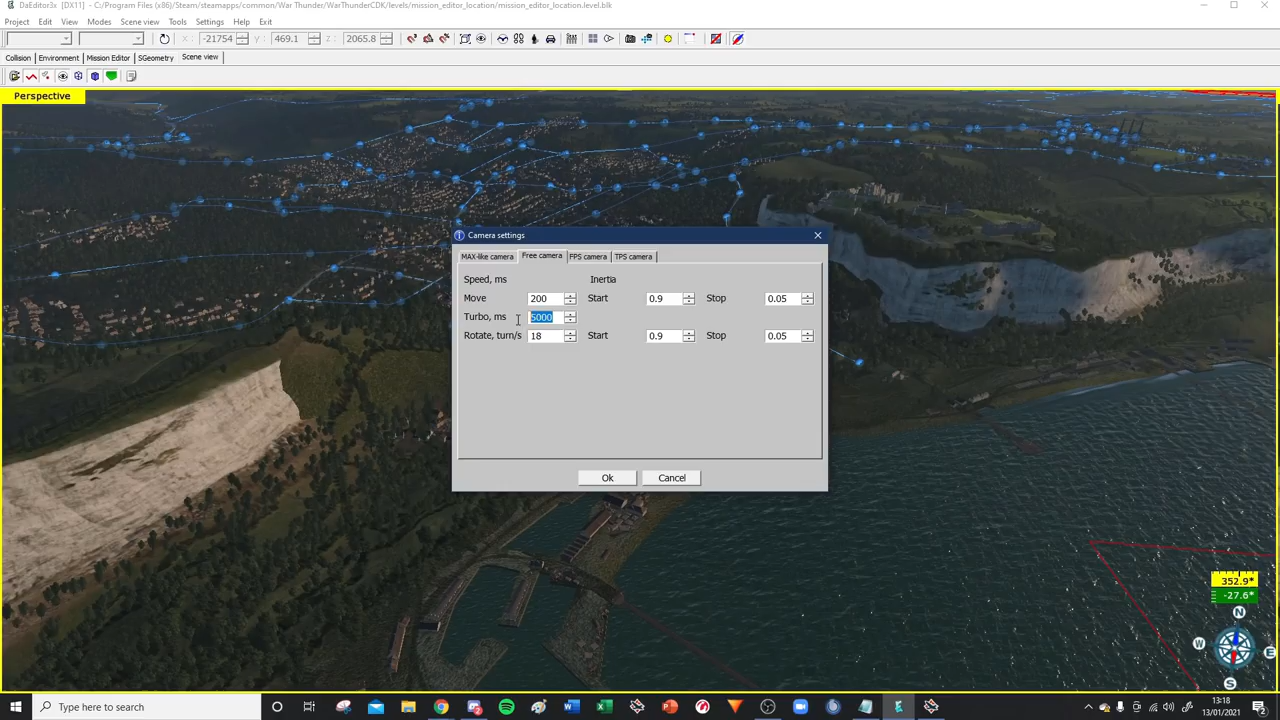 DaEditor3x [DX11] - C:/Program Files (x86)/Steam/steamapps/common/War Thunder/WarThunderCDK/levels/mission_editor_location/mission_editor_location.level.blk
Project Edit View Modes Scene view Tools Settings Help Exit
X : -21754 Y : 469.1 Z : 2065.8
Collision Environment Mission Editor SGeometry Scene view
Perspective
Camera settings
MAX-like camera Free camera FPS camera TPS camera
Speed, ms Inertia
Move 200 Start 0.9 Stop 0.05
Turbo, ms 5000
Rotate, turn/s 18 Start 0.9 Stop 0.05
Ok Cancel
352.9*
-27.6*
N
W E
S
Type here to search
13:18
13/01/2021